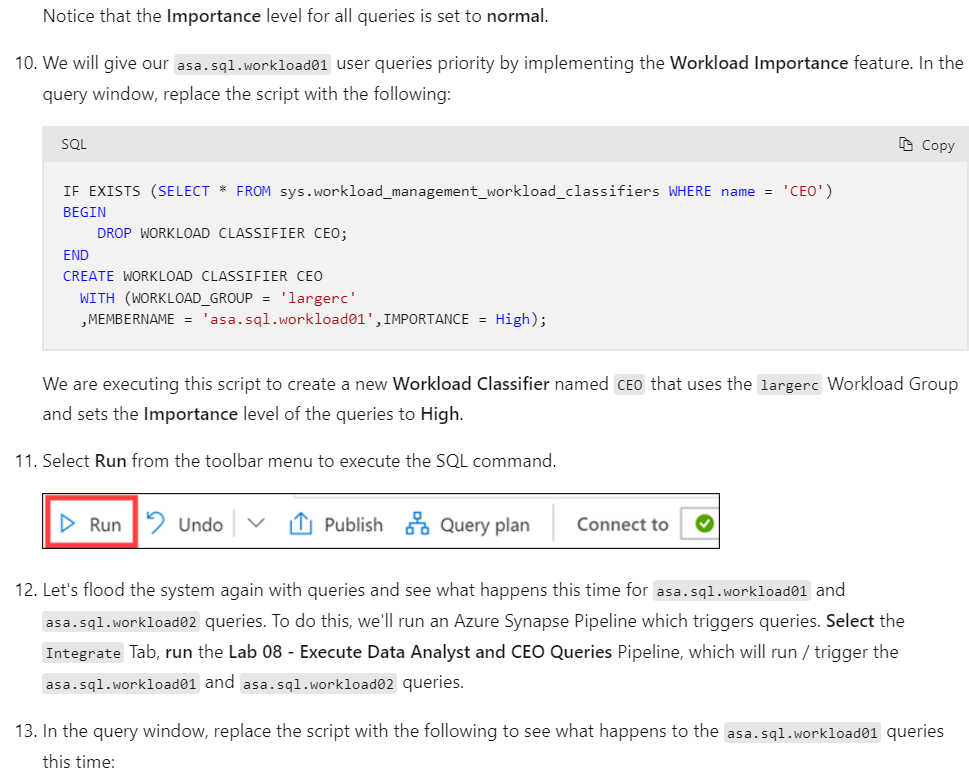 Notice that the Importance level for all queries is set to normal.
10. We will give our asa.sql.workload01 user queries priority by implementing the Workload Importance feature. In the
query window, replace the script with the following:
SQL Copy
IF EXISTS (SELECT * FROM sys.workload_management_workload_classifiers WHERE name = 'CEO')
BEGIN
    DROP WORKLOAD CLASSIFIER CEO;
END
CREATE WORKLOAD CLASSIFIER CEO
  WITH (WORKLOAD_GROUP = 'largerc'
  ,MEMBERNAME = 'asa.sql.workload01',IMPORTANCE = High);
We are executing this script to create a new Workload Classifier named CEO that uses the largerc Workload Group
and sets the Importance level of the queries to High.
11. Select Run from the toolbar menu to execute the SQL command.
Run Undo Publish Query plan Connect to
12. Let's flood the system again with queries and see what happens this time for asa.sql.workload01 and
asa.sql.workload02 queries. To do this, we'll run an Azure Synapse Pipeline which triggers queries. Select the
Integrate Tab, run the Lab 08 - Execute Data Analyst and CEO Queries Pipeline, which will run / trigger the
asa.sql.workload01 and asa.sql.workload02 queries.
13. In the query window, replace the script with the following to see what happens to the asa.sql.workload01 queries
this time: